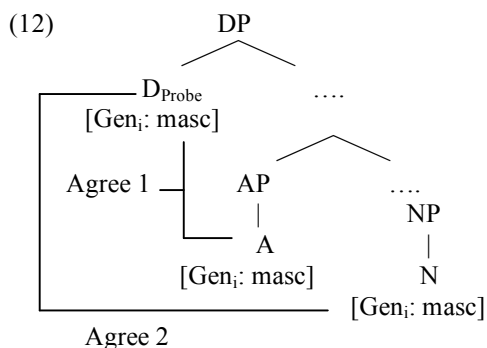 (12) DP
D_Probe ….
[Gen_i: masc]
Agree 1 AP ….
NP
A
[Gen_i: masc] N
[Gen_i: masc]
Agree 2